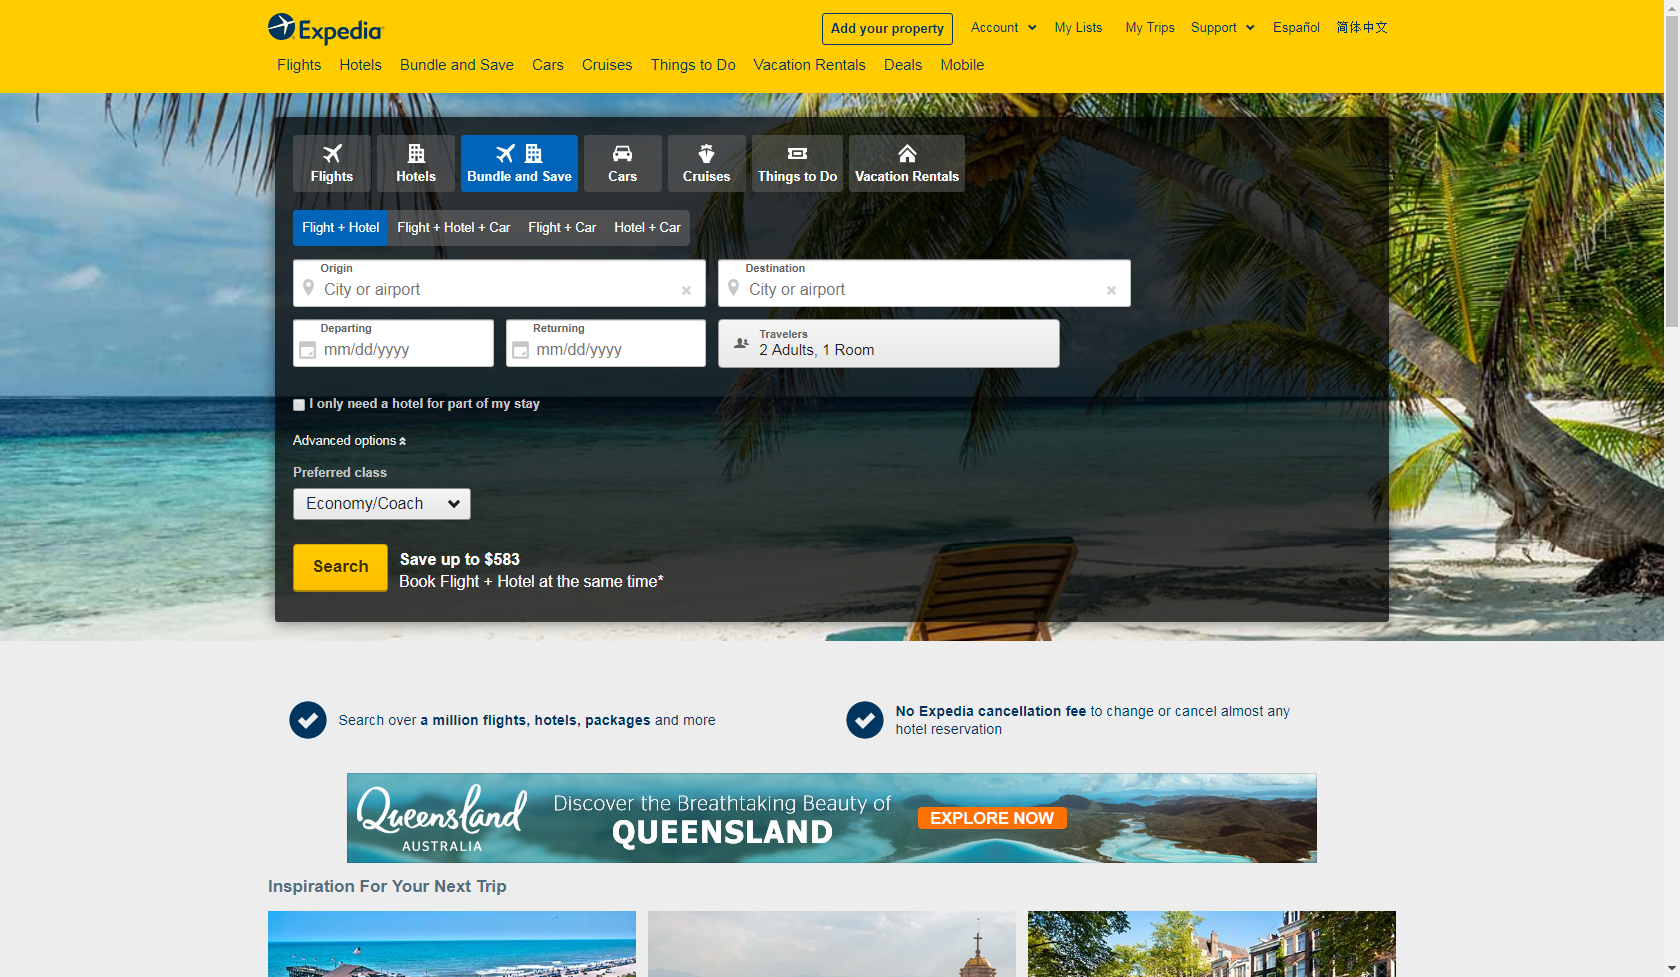 Expedia
Add your property
Account
My Lists
My Trips
Support
Español
简体中文
Flights
Hotels
Bundle and Save
Cars
Cruises
Things to Do
Vacation Rentals
Deals
Mobile
Flights
Hotels
Bundle and Save
Cars
Cruises
Things to Do
Vacation Rentals
Flight + Hotel
Flight + Hotel + Car
Flight + Car
Hotel + Car
Origin
City or airport
Destination
City or airport
Departing
mm/dd/yyyy
Returning
mm/dd/yyyy
Travelers
2 Adults, 1 Room
I only need a hotel for part of my stay
Advanced options
Preferred class
Economy/Coach
Search
Save up to $583
Book Flight + Hotel at the same time*
Search over a million flights, hotels, packages and more
No Expedia cancellation fee to change or cancel almost any
hotel reservation
Queensland
AUSTRALIA
Discover the Breathtaking Beauty of
QUEENSLAND
EXPLORE NOW
Inspiration For Your Next Trip